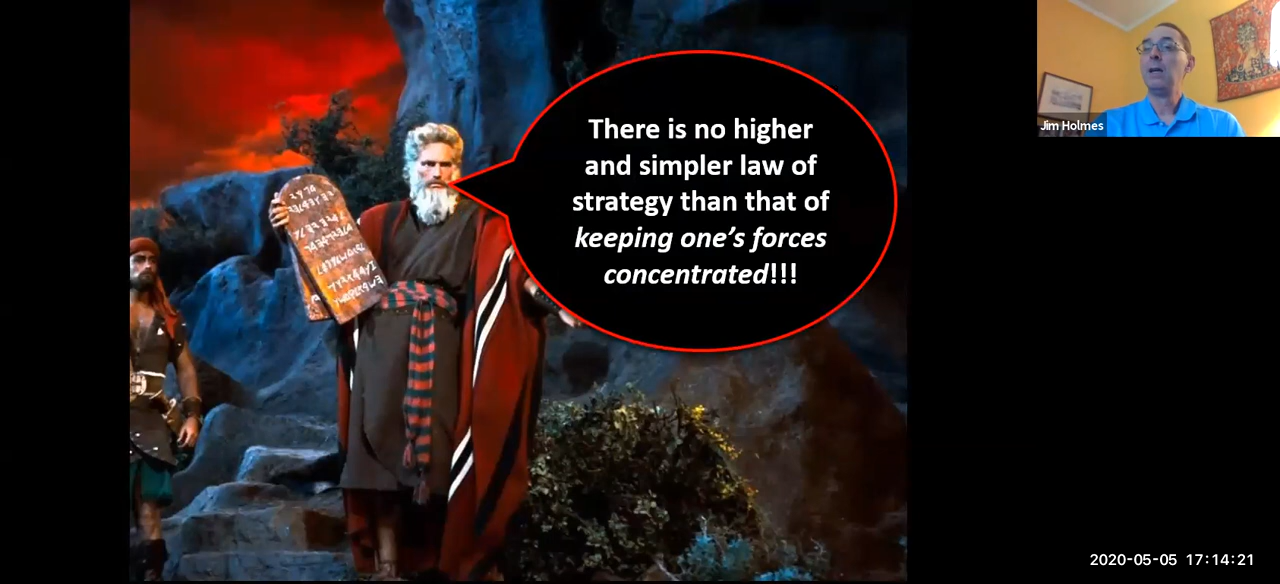 There is no higher
and simpler law of
strategy than that of
keeping one's forces
concentrated!!!
Jim Holmes
2020-05-05 17:14:21